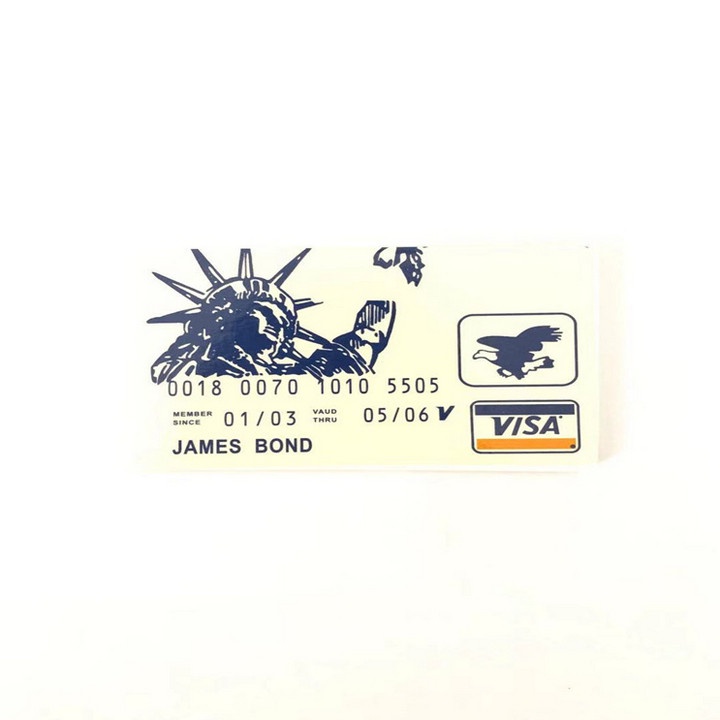 0018 0070 1010 5505
MEMBER SINCE 01/03 VAUD THRU 05/06 V
JAMES BOND
VISA